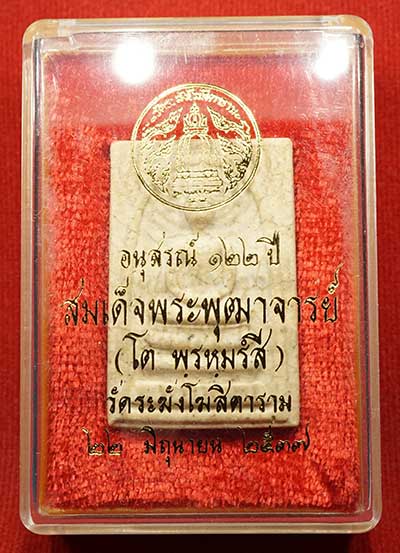 อนุสรณ์ ๑๒๒ ปี
สมเด็จพระพุฒาจารย์
(โต พรหมรํสี)
วัดระฆังโฆสิตาราม
๒๒ มิถุนายน ๒๕๓๗